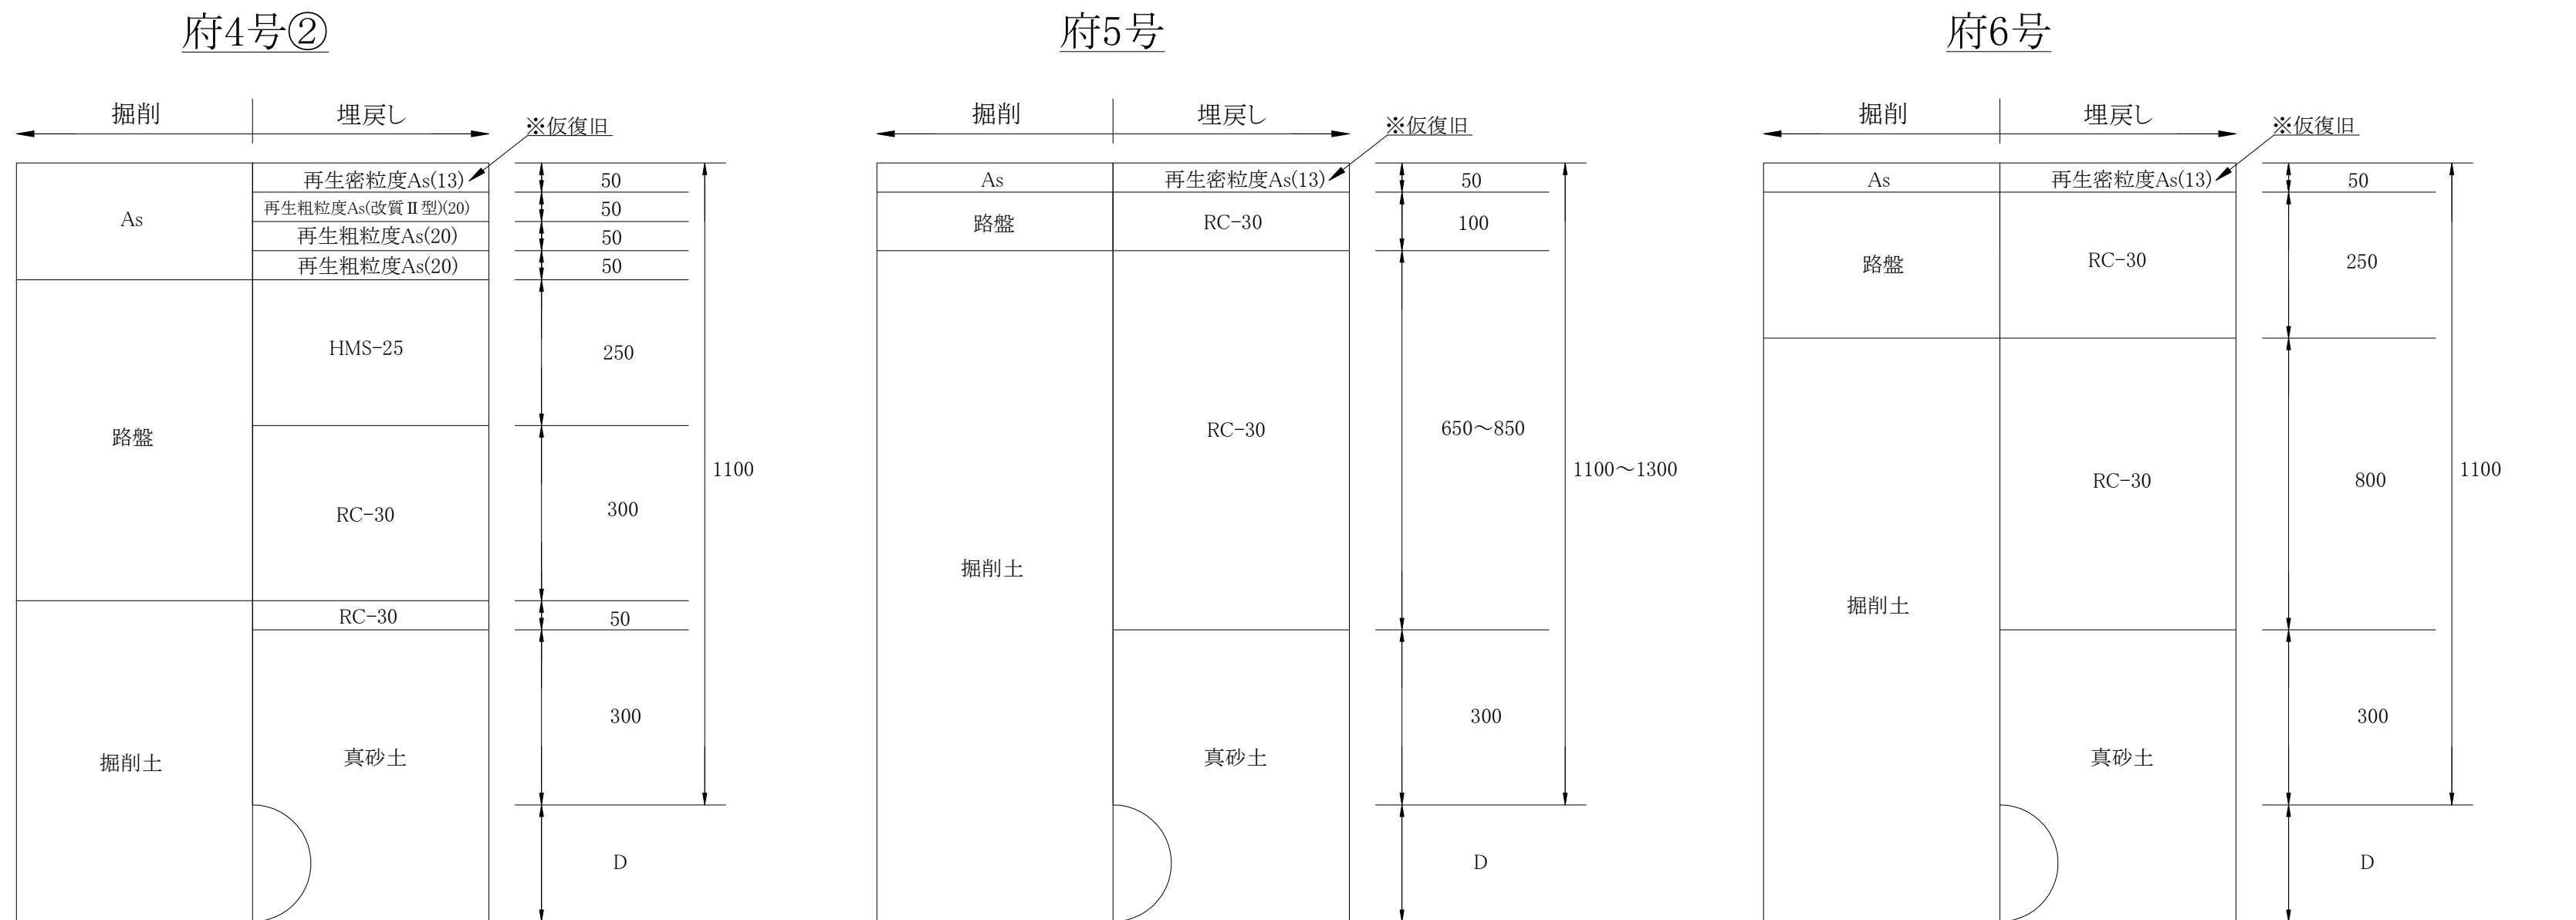 府4号②
掘削
埋戻し
※仮復旧
As
再生密粒度As(13)
再生粗粒度As(改質Ⅱ型)(20)
再生粗粒度As(20)
再生粗粒度As(20)
50
50
50
50
路盤
HMS-25
250
RC-30
300
1100
RC-30
50
掘削土
真砂土
300
D
府5号
掘削
埋戻し
※仮復旧
As
再生密粒度As(13)
50
路盤
RC-30
100
掘削土
RC-30
650～850
1100～1300
真砂土
300
D
府6号
掘削
埋戻し
※仮復旧
As
再生密粒度As(13)
50
路盤
RC-30
250
掘削土
RC-30
800
1100
真砂土
300
D